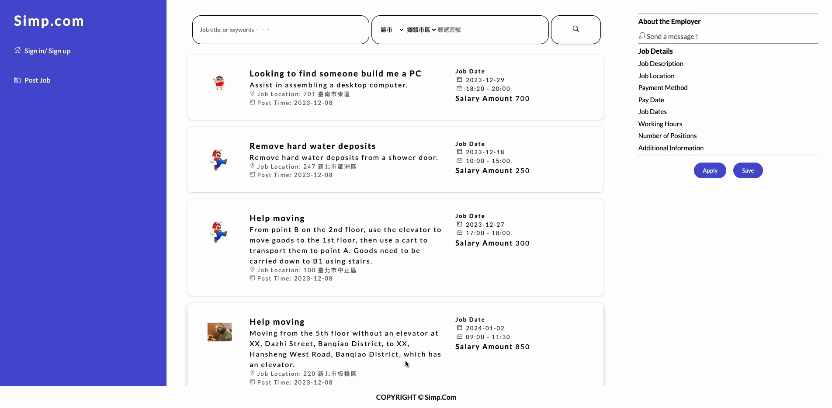 Simp.com
Sign in/ Sign up
Post Job
Job title, or keywords・・・
縣市
鄉鎮市區
郵遞區號
Looking to find someone build me a PC
Assist in assembling a desktop computer.
Job Location: 701 臺南市東區
Post Time: 2023-12-08
Job Date
2023-12-29
18:20 - 20:00
Salary Amount 700
Remove hard water deposits
Remove hard water deposits from a shower door.
Job Location: 247 新北市蘆洲區
Post Time: 2023-12-08
Job Date
2023-12-18
10:00 - 15:00
Salary Amount 250
Help moving
From point B on the 2nd floor, use the elevator to
move goods to the 1st floor, then use a cart to
transport them to point A. Goods need to be
carried down to B1 using stairs.
Job Location: 100 臺北市中正區
Post Time: 2023-12-08
Job Date
2023-12-27
17:00 - 18:00
Salary Amount 300
Help moving
Moving from the 5th floor without an elevator at
XX, Dazhi Street, Banqiao District, to XX,
Hansheng West Road, Banqiao District, which has
an elevator.
Job Location: 220 新北市板橋區
Post Time: 2023-12-08
Job Date
2024-01-02
09:00 - 11:30
Salary Amount 850
About the Employer
Send a message !
Job Details
Job Description
Job Location
Payment Method
Pay Date
Job Dates
Working Hours
Number of Positions
Additional Information
Apply
Save
COPYRIGHT © Simp.Com